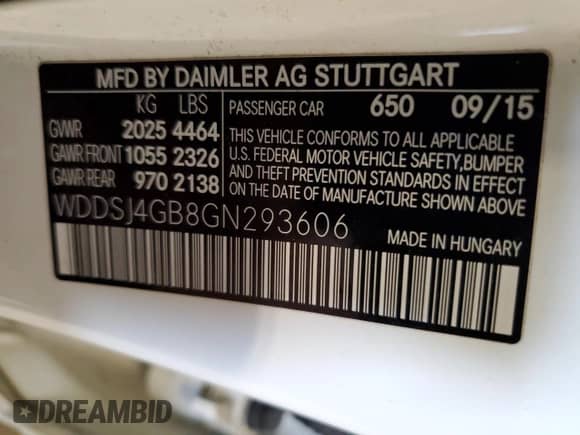 MFD BY DAIMLER AG STUTTGART
KG LBS
GVWR 2025 4464
GAWR FRONT 1055 2326
GAWR REAR 970 2138
PASSENGER CAR 650 09/15
THIS VEHICLE CONFORMS TO ALL APPLICABLE
U.S. FEDERAL MOTOR VEHICLE SAFETY, BUMPER
AND THEFT PREVENTION STANDARDS IN EFFECT
ON THE DATE OF MANUFACTURE SHOWN ABOVE
WDDSJ4GB8GN293606
MADE IN HUNGARY
DREAMBID